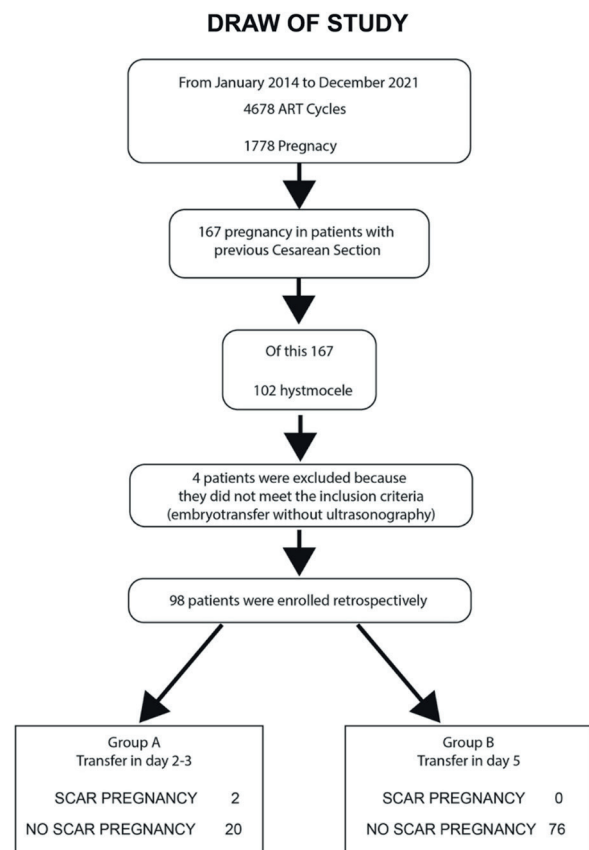 DRAW OF STUDY
From January 2014 to December 2021
4678 ART Cycles
1778 Pregnacy
167 pregnancy in patients with
previous Cesarean Section
Of this 167
102 hystmocele
4 patients were excluded because
they did not meet the inclusion criteria
(embryotransfer without ultrasonography)
98 patients were enrolled retrospectively
Group A
Transfer in day 2-3
SCAR PREGNANCY 2
NO SCAR PREGNANCY 20
Group B
Transfer in day 5
SCAR PREGNANCY 0
NO SCAR PREGNANCY 76